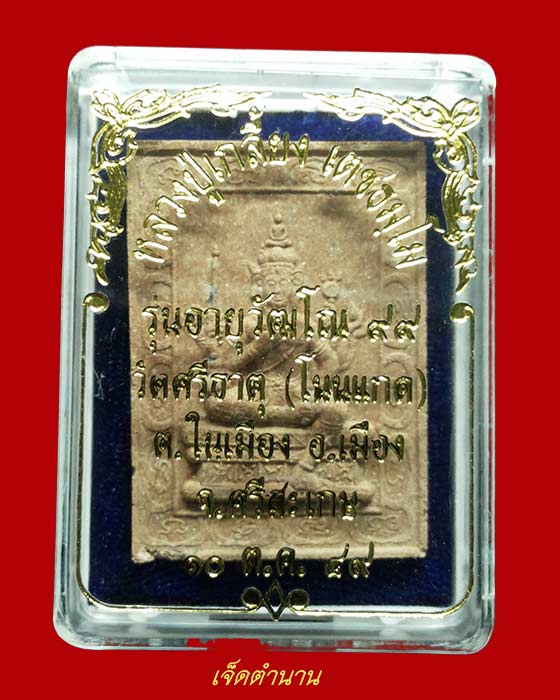 หลวงปู่เกลี้ยง เตชธมฺโม
รุ่นอายุวัฒโณ ๙๙
วัดศรีธาตุ (โนนแกด)
ต.ในเมือง อ.เมือง
จ.ศรีสะเกษ
๑๐ ต.ค. ๔๙
เจ็ดตำนาน